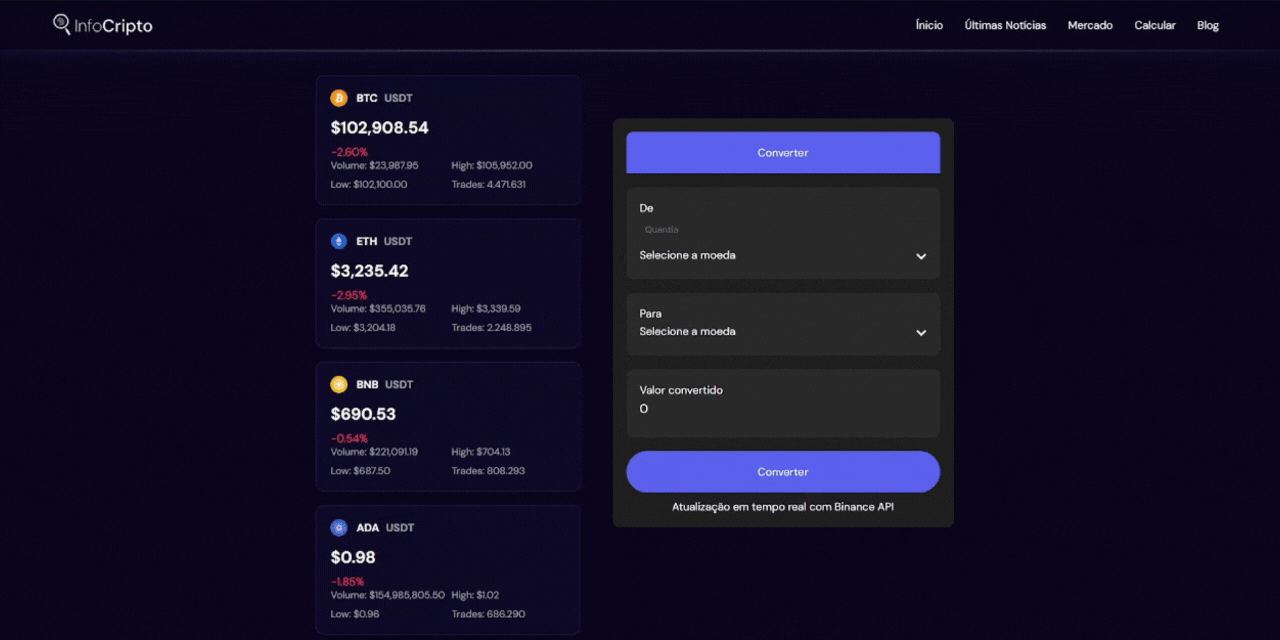 InfoCripto
Ínicio Últimas Notícias Mercado Calcular Blog
BTC USDT
$102,908.54
-2.60%
Volume: $23,987.95 High: $105,952.00
Low: $102,100.00 Trades: 4.471.631
ETH USDT
$3,235.42
-2.95%
Volume: $355,035.76 High: $3,339.59
Low: $3,204.18 Trades: 2.248.895
BNB USDT
$690.53
-0.54%
Volume: $221,091.19 High: $704.13
Low: $687.50 Trades: 808.293
ADA USDT
$0.98
-1.85%
Volume: $154,985,805.50 High: $1.02
Low: $0.96 Trades: 686.290
Converter
De
Quantia
Selecione a moeda
Para
Selecione a moeda
Valor convertido
0
Converter
Atualização em tempo real com Binance API